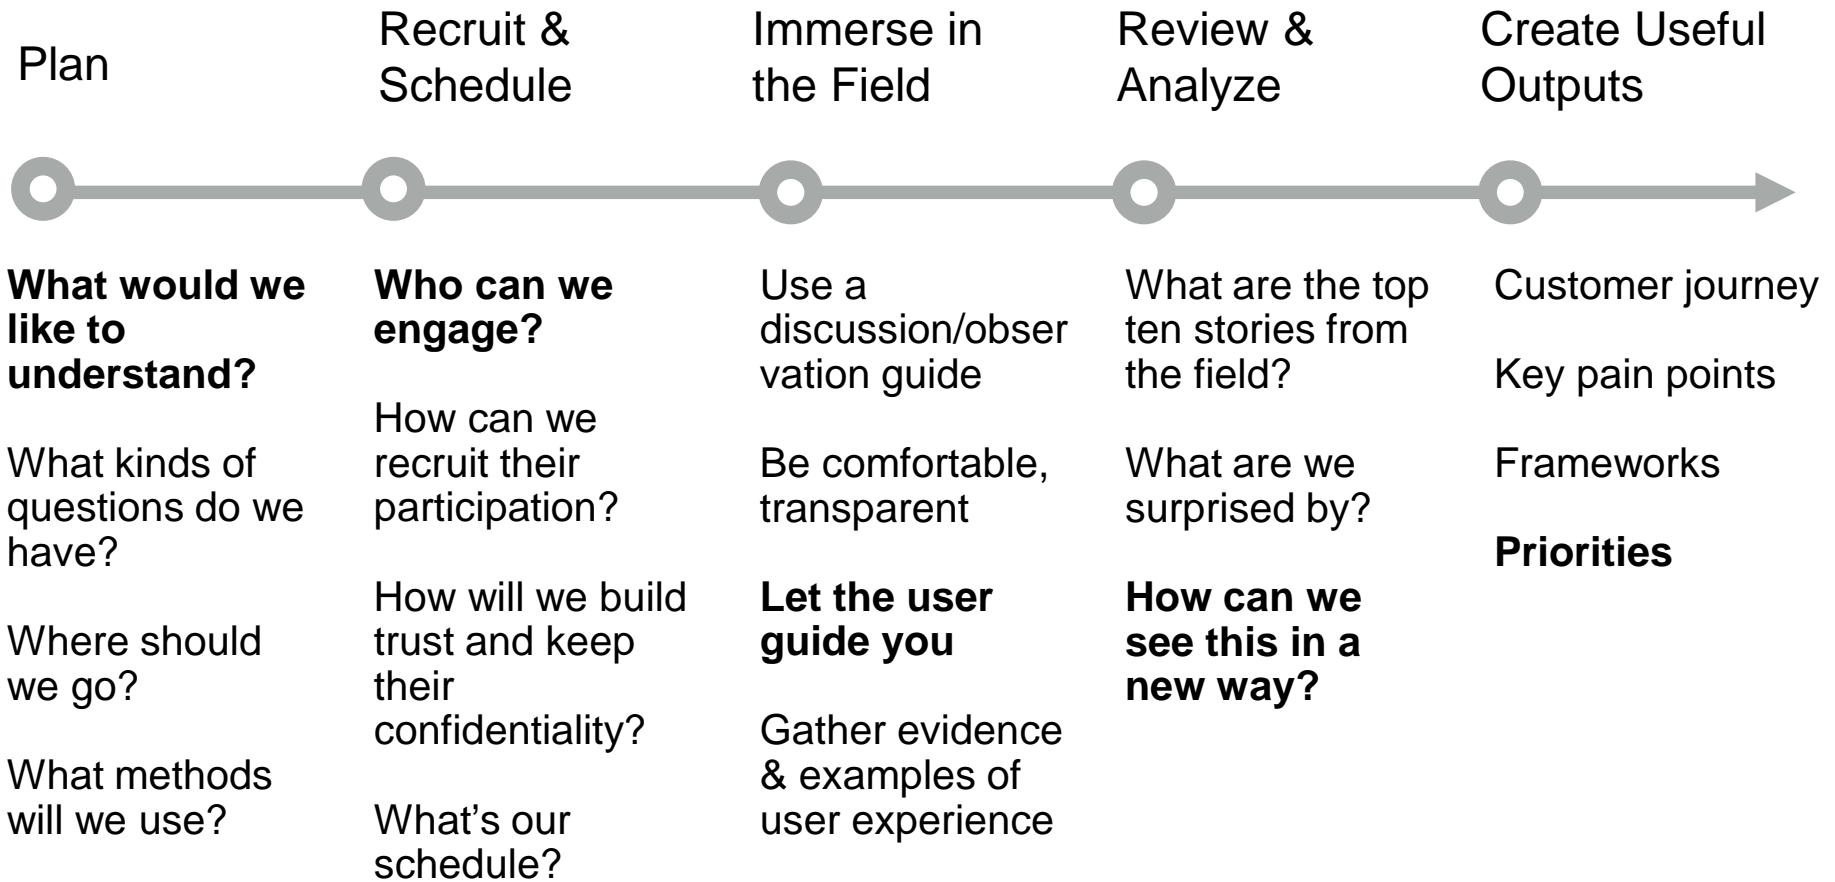 Plan
Recruit &
Schedule
Immerse in
the Field
Review &
Analyze
Create Useful
Outputs
What would we
like to
understand?
What kinds of
questions do we
have?
Where should
we go?
What methods
will we use?
Who can we
engage?
How can we
recruit their
participation?
How will we build
trust and keep
their
confidentiality?
What’s our
schedule?
Use a
discussion/obser
vation guide
Be comfortable,
transparent
Let the user
guide you
Gather evidence
& examples of
user experience
What are the top
ten stories from
the field?
What are we
surprised by?
How can we
see this in a
new way?
Customer journey
Key pain points
Frameworks
Priorities